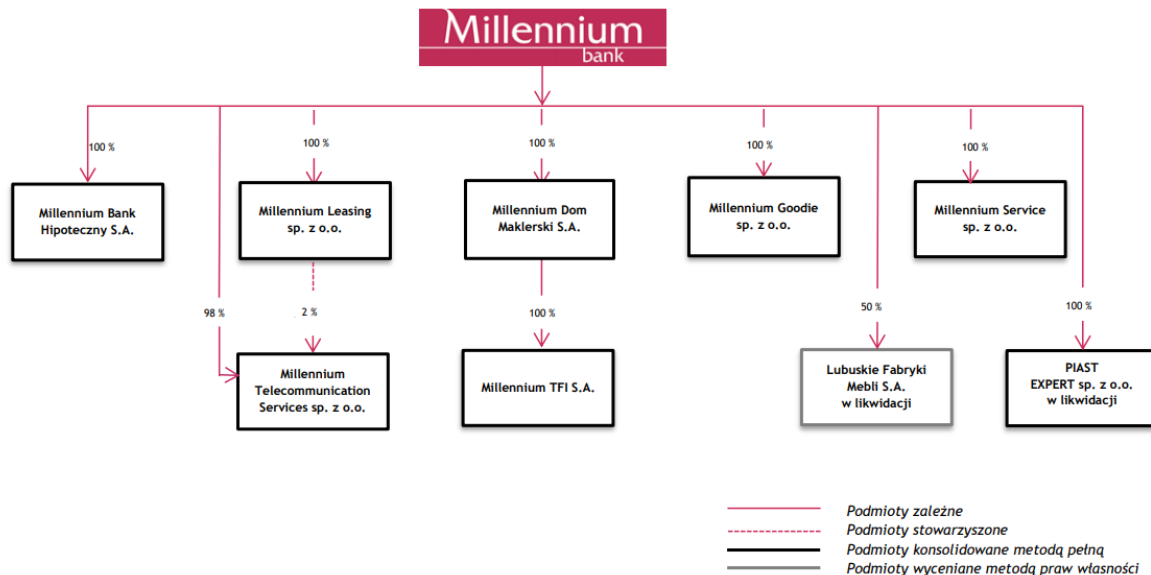 Millennium
bank
100 %
100 %
100 %
100 %
100 %
Millennium Bank
Hipoteczny S.A.
Millennium Leasing
sp. z o.o.
Millennium Dom
Maklerski S.A.
Millennium Goodie
sp. z o.o.
Millennium Service
sp. z o.o.
98 %
2 %
100 %
50 %
100 %
Millennium
Telecommunication
Services sp. z o.o.
Millennium TFI S.A.
Lubuskie Fabryki
Mebli S.A.
w likwidacji
PIAST
EXPERT sp. z o.o.
w likwidacji
Podmioty zależne
Podmioty stowarzyszone
Podmioty konsolidowane metodą pełną
Podmioty wyceniane metodą praw własności